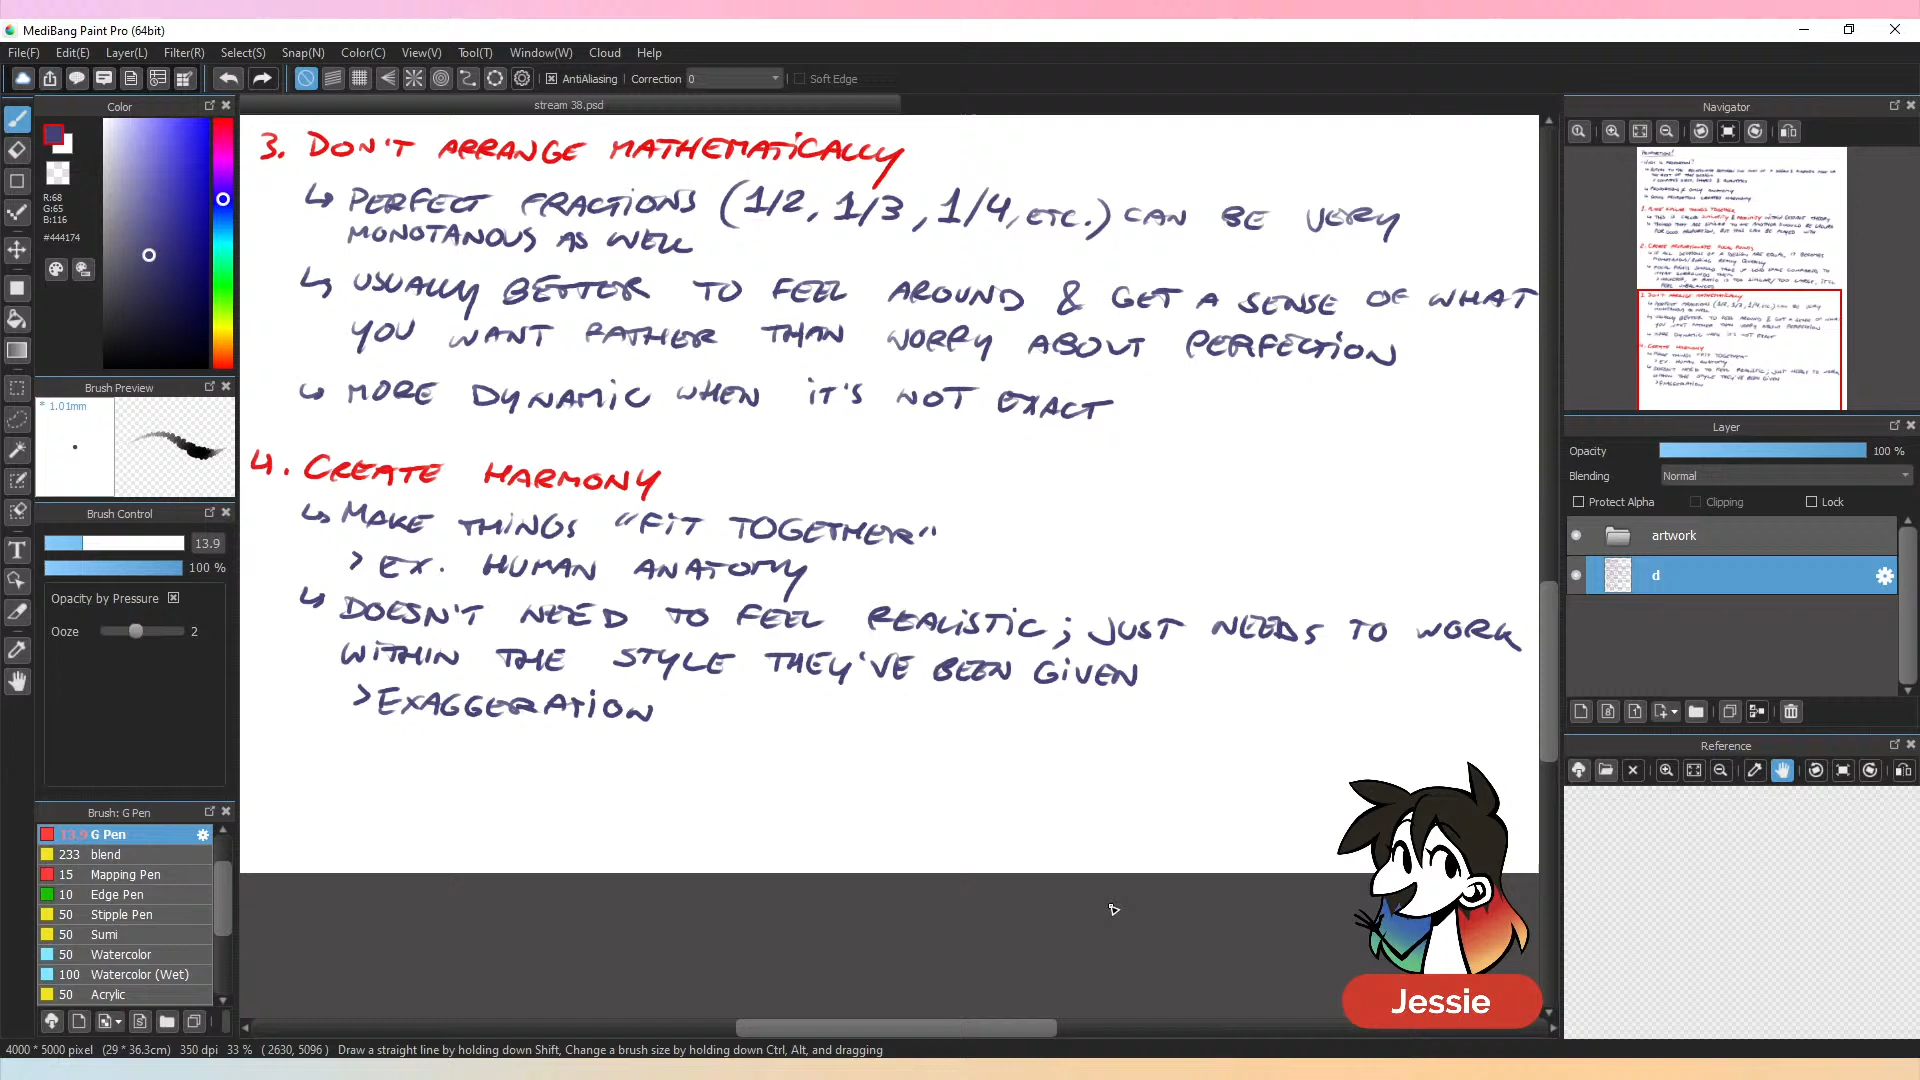 MediBang Paint Pro (64bit)
File(F) Edit(E) Layer(L) Filter(R) Select(S) Snap(N) Color(C) View(V) Tool(T) Window(W) Cloud Help
AntiAliasing Correction 0 Soft Edge
stream 38.psd
Color
R:68
G:65
B:116
#444174
Brush Preview
* 1.01mm
Brush Control
13.9
100 %
Opacity by Pressure
Ooze 2
Brush: G Pen
13.9 G Pen
233 blend
15 Mapping Pen
10 Edge Pen
50 Stipple Pen
50 Sumi
50 Watercolor
100 Watercolor (Wet)
50 Acrylic
3. DON'T ARRANGE MATHEMATICALLY
↳ PERFECT FRACTIONS (1/2, 1/3, 1/4, ETC.) CAN BE VERY
MONOTANOUS AS WELL
↳ USUALLY BETTER TO FEEL AROUND & GET A SENSE OF WHAT
YOU WANT RATHER THAN WORRY ABOUT PERFECTION
↳ MORE DYNAMIC WHEN IT'S NOT EXACT
4. CREATE HARMONY
↳ MAKE THINGS "FIT TOGETHER"
> EX. HUMAN ANATOMY
↳ DOESN'T NEED TO FEEL REALISTIC; JUST NEEDS TO WORK
WITHIN THE STYLE THEY'VE BEEN GIVEN
> EXAGGERATION
Jessie
Navigator
Layer
Opacity 100 %
Blending Normal
Protect Alpha Clipping Lock
artwork
d
Reference
4000 * 5000 pixel (29 * 36.3cm) 350 dpi 33 % ( 2630, 5096 ) Draw a straight line by holding down Shift, Change a brush size by holding down Ctrl, Alt, and dragging